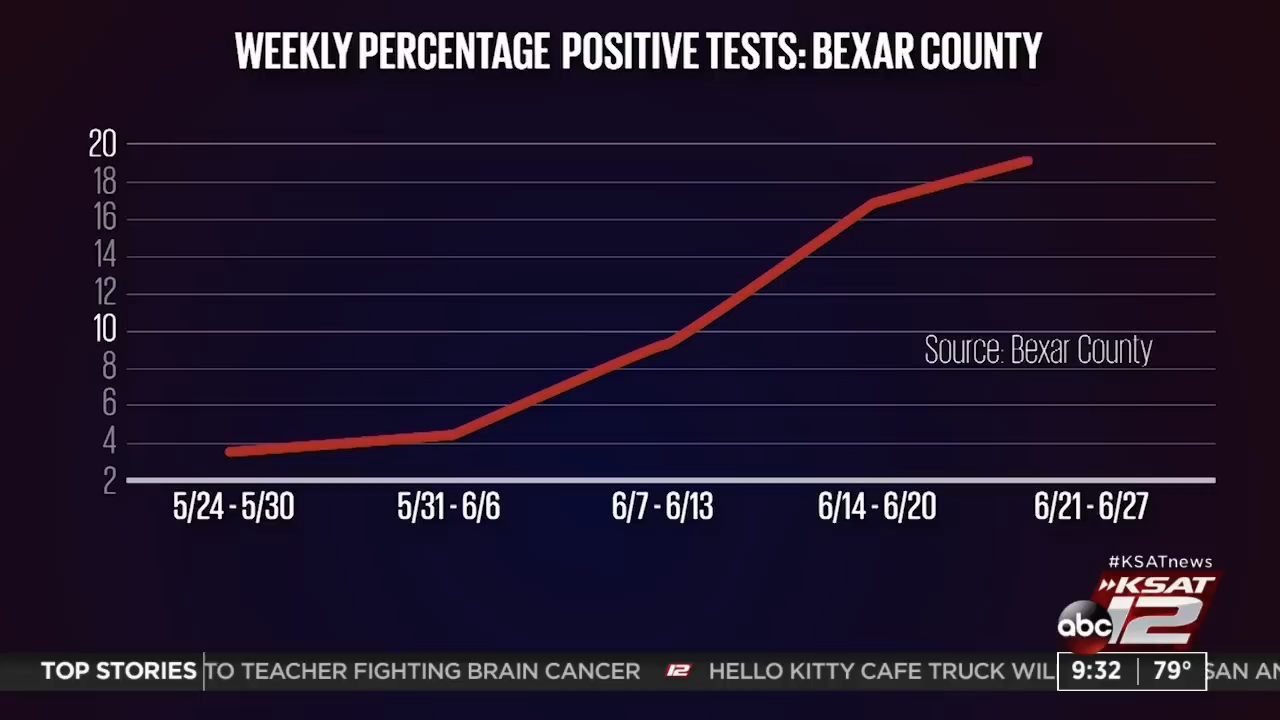 WEEKLY PERCENTAGE POSITIVE TESTS: BEXAR COUNTY
20
18
16
14
12
10
8
6
4
2
Source: Bexar County
5/24 - 5/30 5/31 - 6/6 6/7 - 6/13 6/14 - 6/20 6/21 - 6/27
#KSATnews
KSAT
abc 12
TOP STORIES TO TEACHER FIGHTING BRAIN CANCER 12 HELLO KITTY CAFE TRUCK WIL 9:32 79° SAN AN